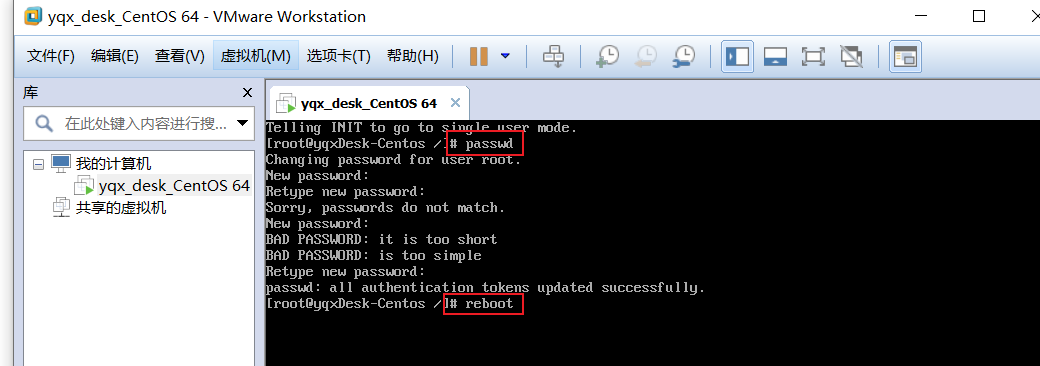 yqx_desk_CentOS 64 - VMware Workstation
文件(F) 编辑(E) 查看(V) 虚拟机(M) 选项卡(T) 帮助(H)
库
在此处键入内容进行搜...
我的计算机
yqx_desk_CentOS 64
共享的虚拟机
yqx_desk_CentOS 64
Telling INIT to go to single user mode.
[root@yqxDesk-Centos /]# passwd
Changing password for user root.
New password:
Retype new password:
Sorry, passwords do not match.
New password:
BAD PASSWORD: it is too short
BAD PASSWORD: is too simple
Retype new password:
passwd: all authentication tokens updated successfully.
[root@yqxDesk-Centos /]# reboot